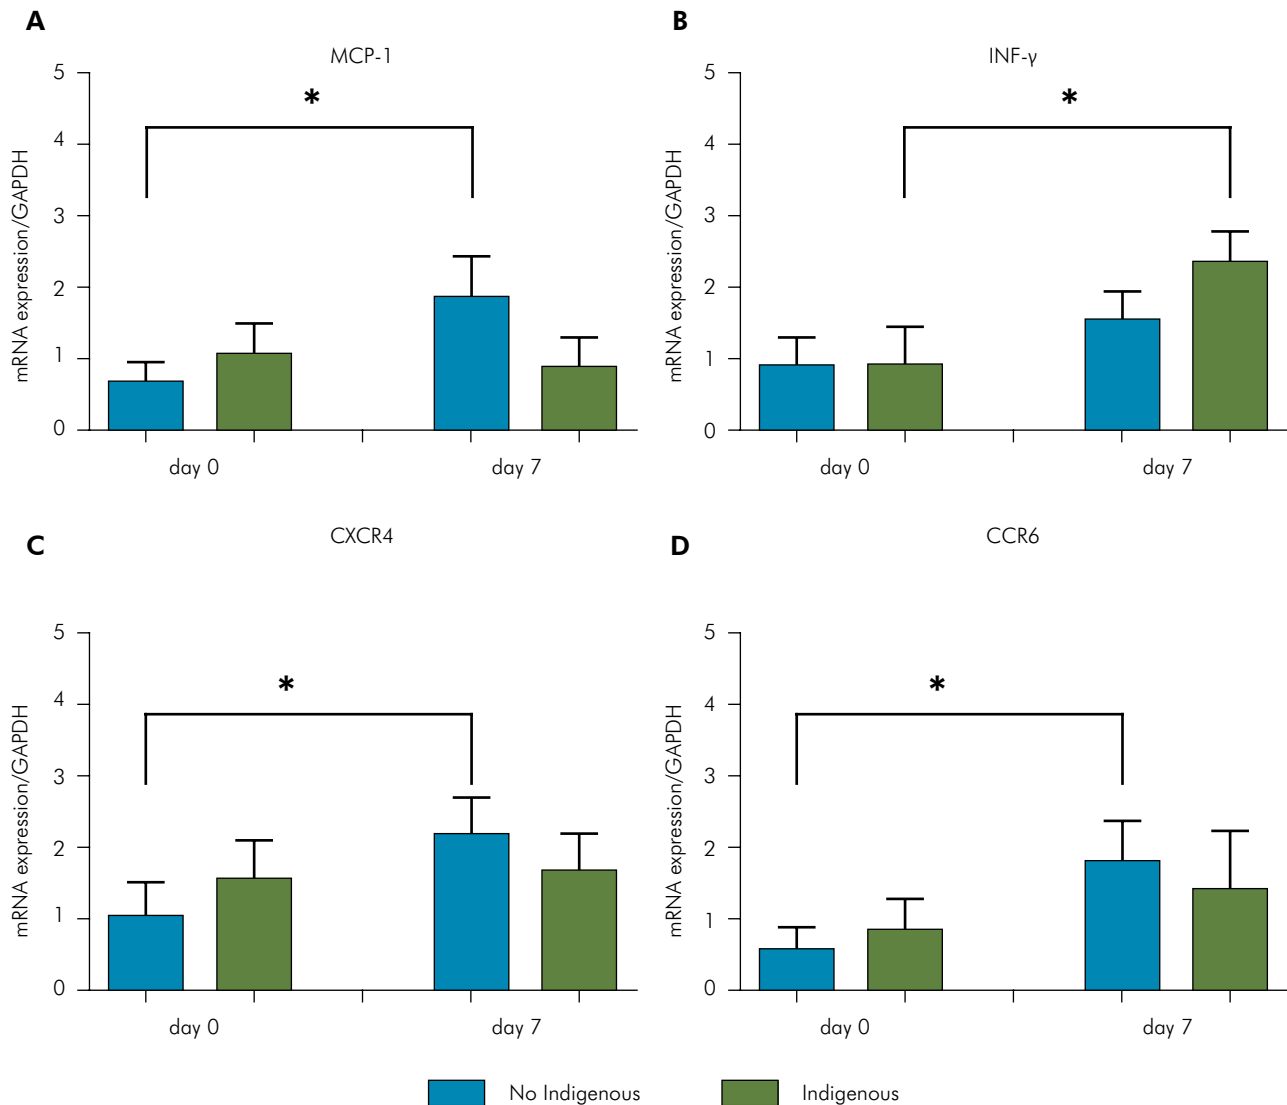 A
MCP-1
mRNA expression/GAPDH
5
4
3
2
1
0
*
day 0
day 7
B
INF-γ
mRNA expression/GAPDH
5
4
3
2
1
0
*
day 0
day 7
C
CXCR4
mRNA expression/GAPDH
5
4
3
2
1
0
*
day 0
day 7
D
CCR6
mRNA expression/GAPDH
5
4
3
2
1
0
*
day 0
day 7
No Indigenous
Indigenous